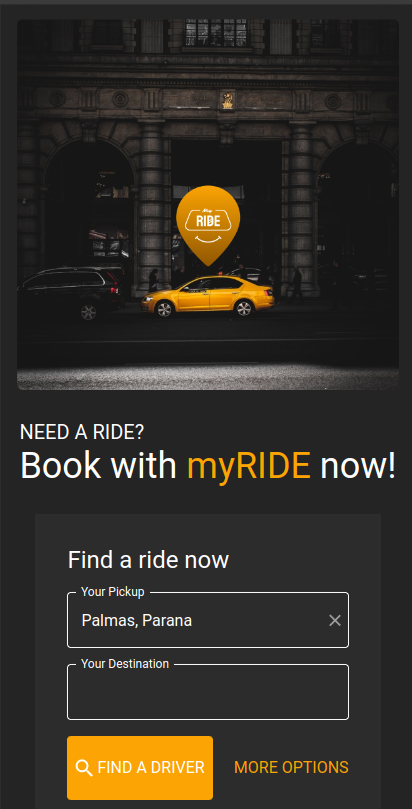 My
RIDE
NEED A RIDE?
Book with myRIDE now!
Find a ride now
Your Pickup
Palmas, Parana
Your Destination
FIND A DRIVER
MORE OPTIONS